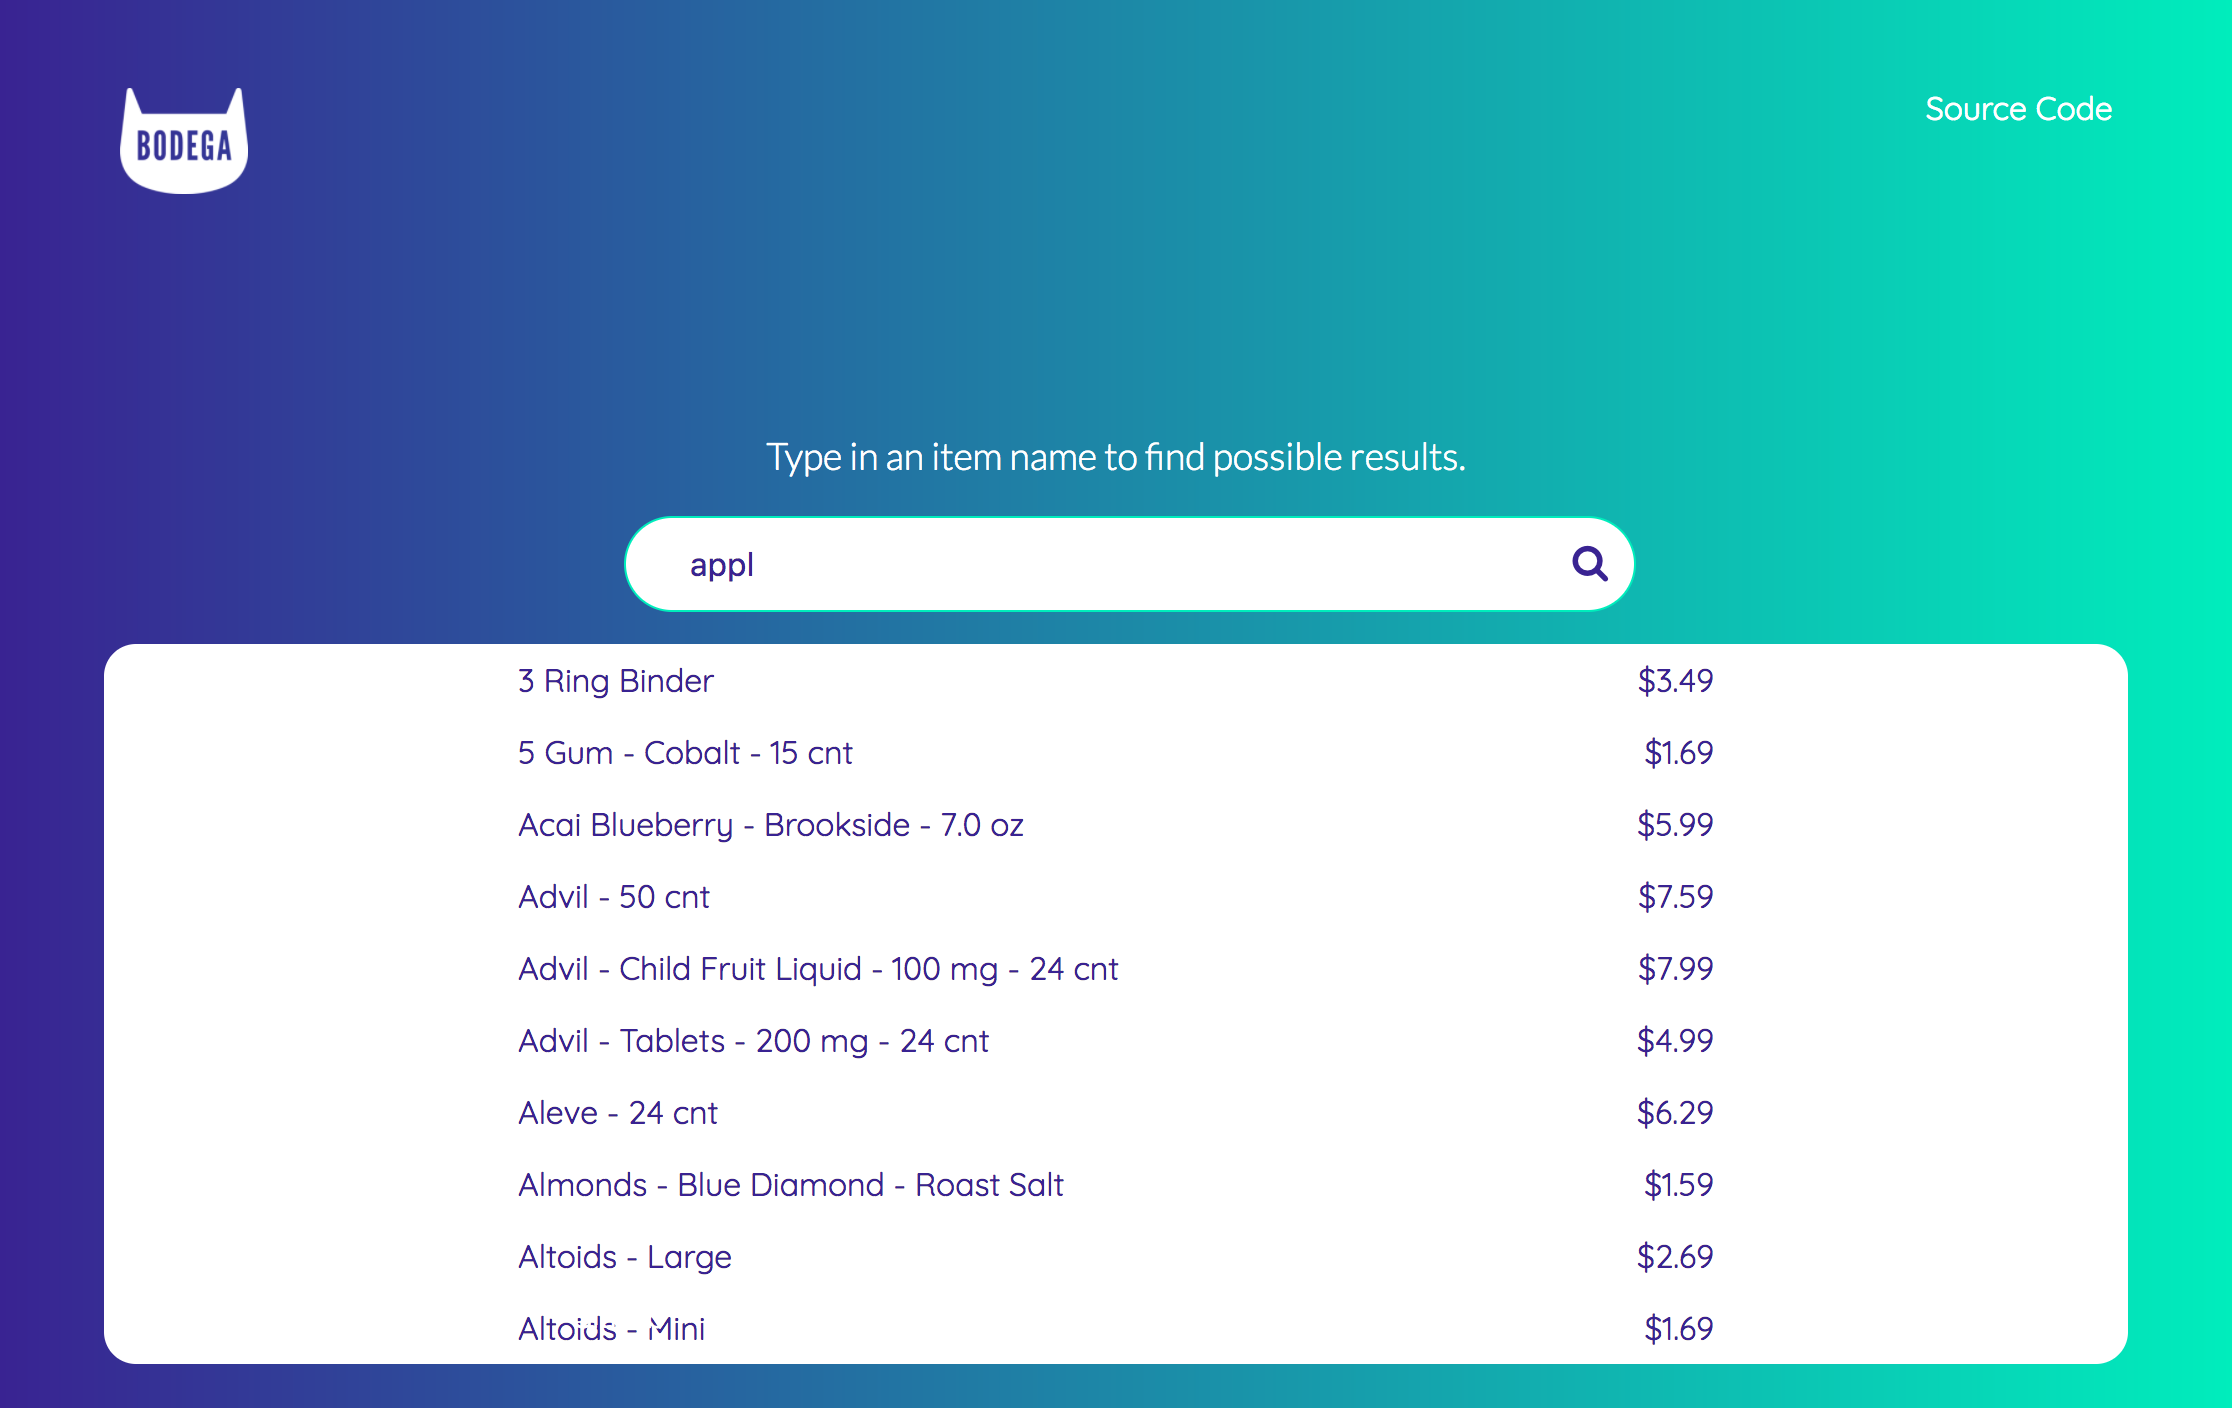 BODEGA
Source Code
Type in an item name to find possible results.
appl
3 Ring Binder $3.49
5 Gum - Cobalt - 15 cnt $1.69
Acai Blueberry - Brookside - 7.0 oz $5.99
Advil - 50 cnt $7.59
Advil - Child Fruit Liquid - 100 mg - 24 cnt $7.99
Advil - Tablets - 200 mg - 24 cnt $4.99
Aleve - 24 cnt $6.29
Almonds - Blue Diamond - Roast Salt $1.59
Altoids - Large $2.69
Altoids - Mini $1.69